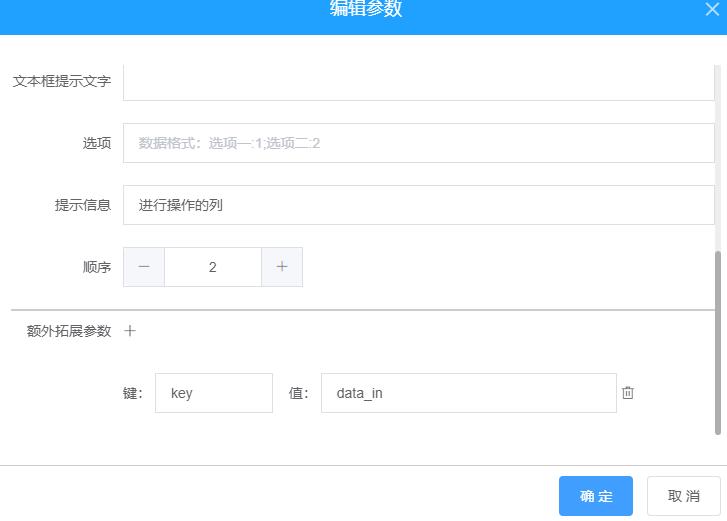 编辑参数
文本框提示文字
选项 数据格式：选项一:1;选项二:2
提示信息 进行操作的列
顺序 2
额外拓展参数
键： key 值： data_in
确 定 取 消